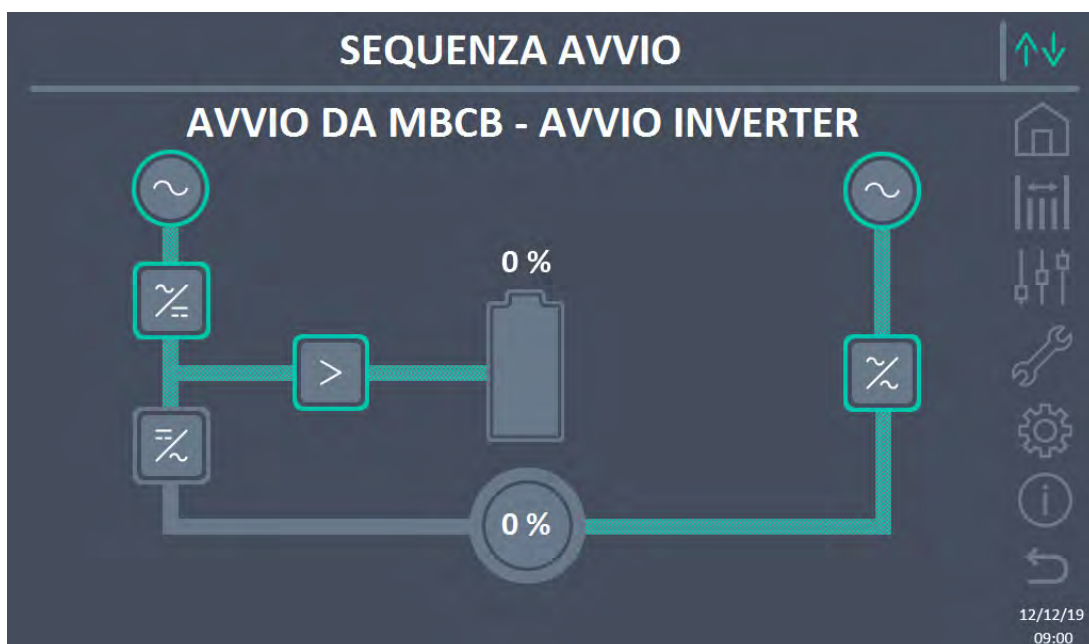 SEQUENZA AVVIO
AVVIO DA MBCB - AVVIO INVERTER
0 %
0 %
12/12/19
09:00